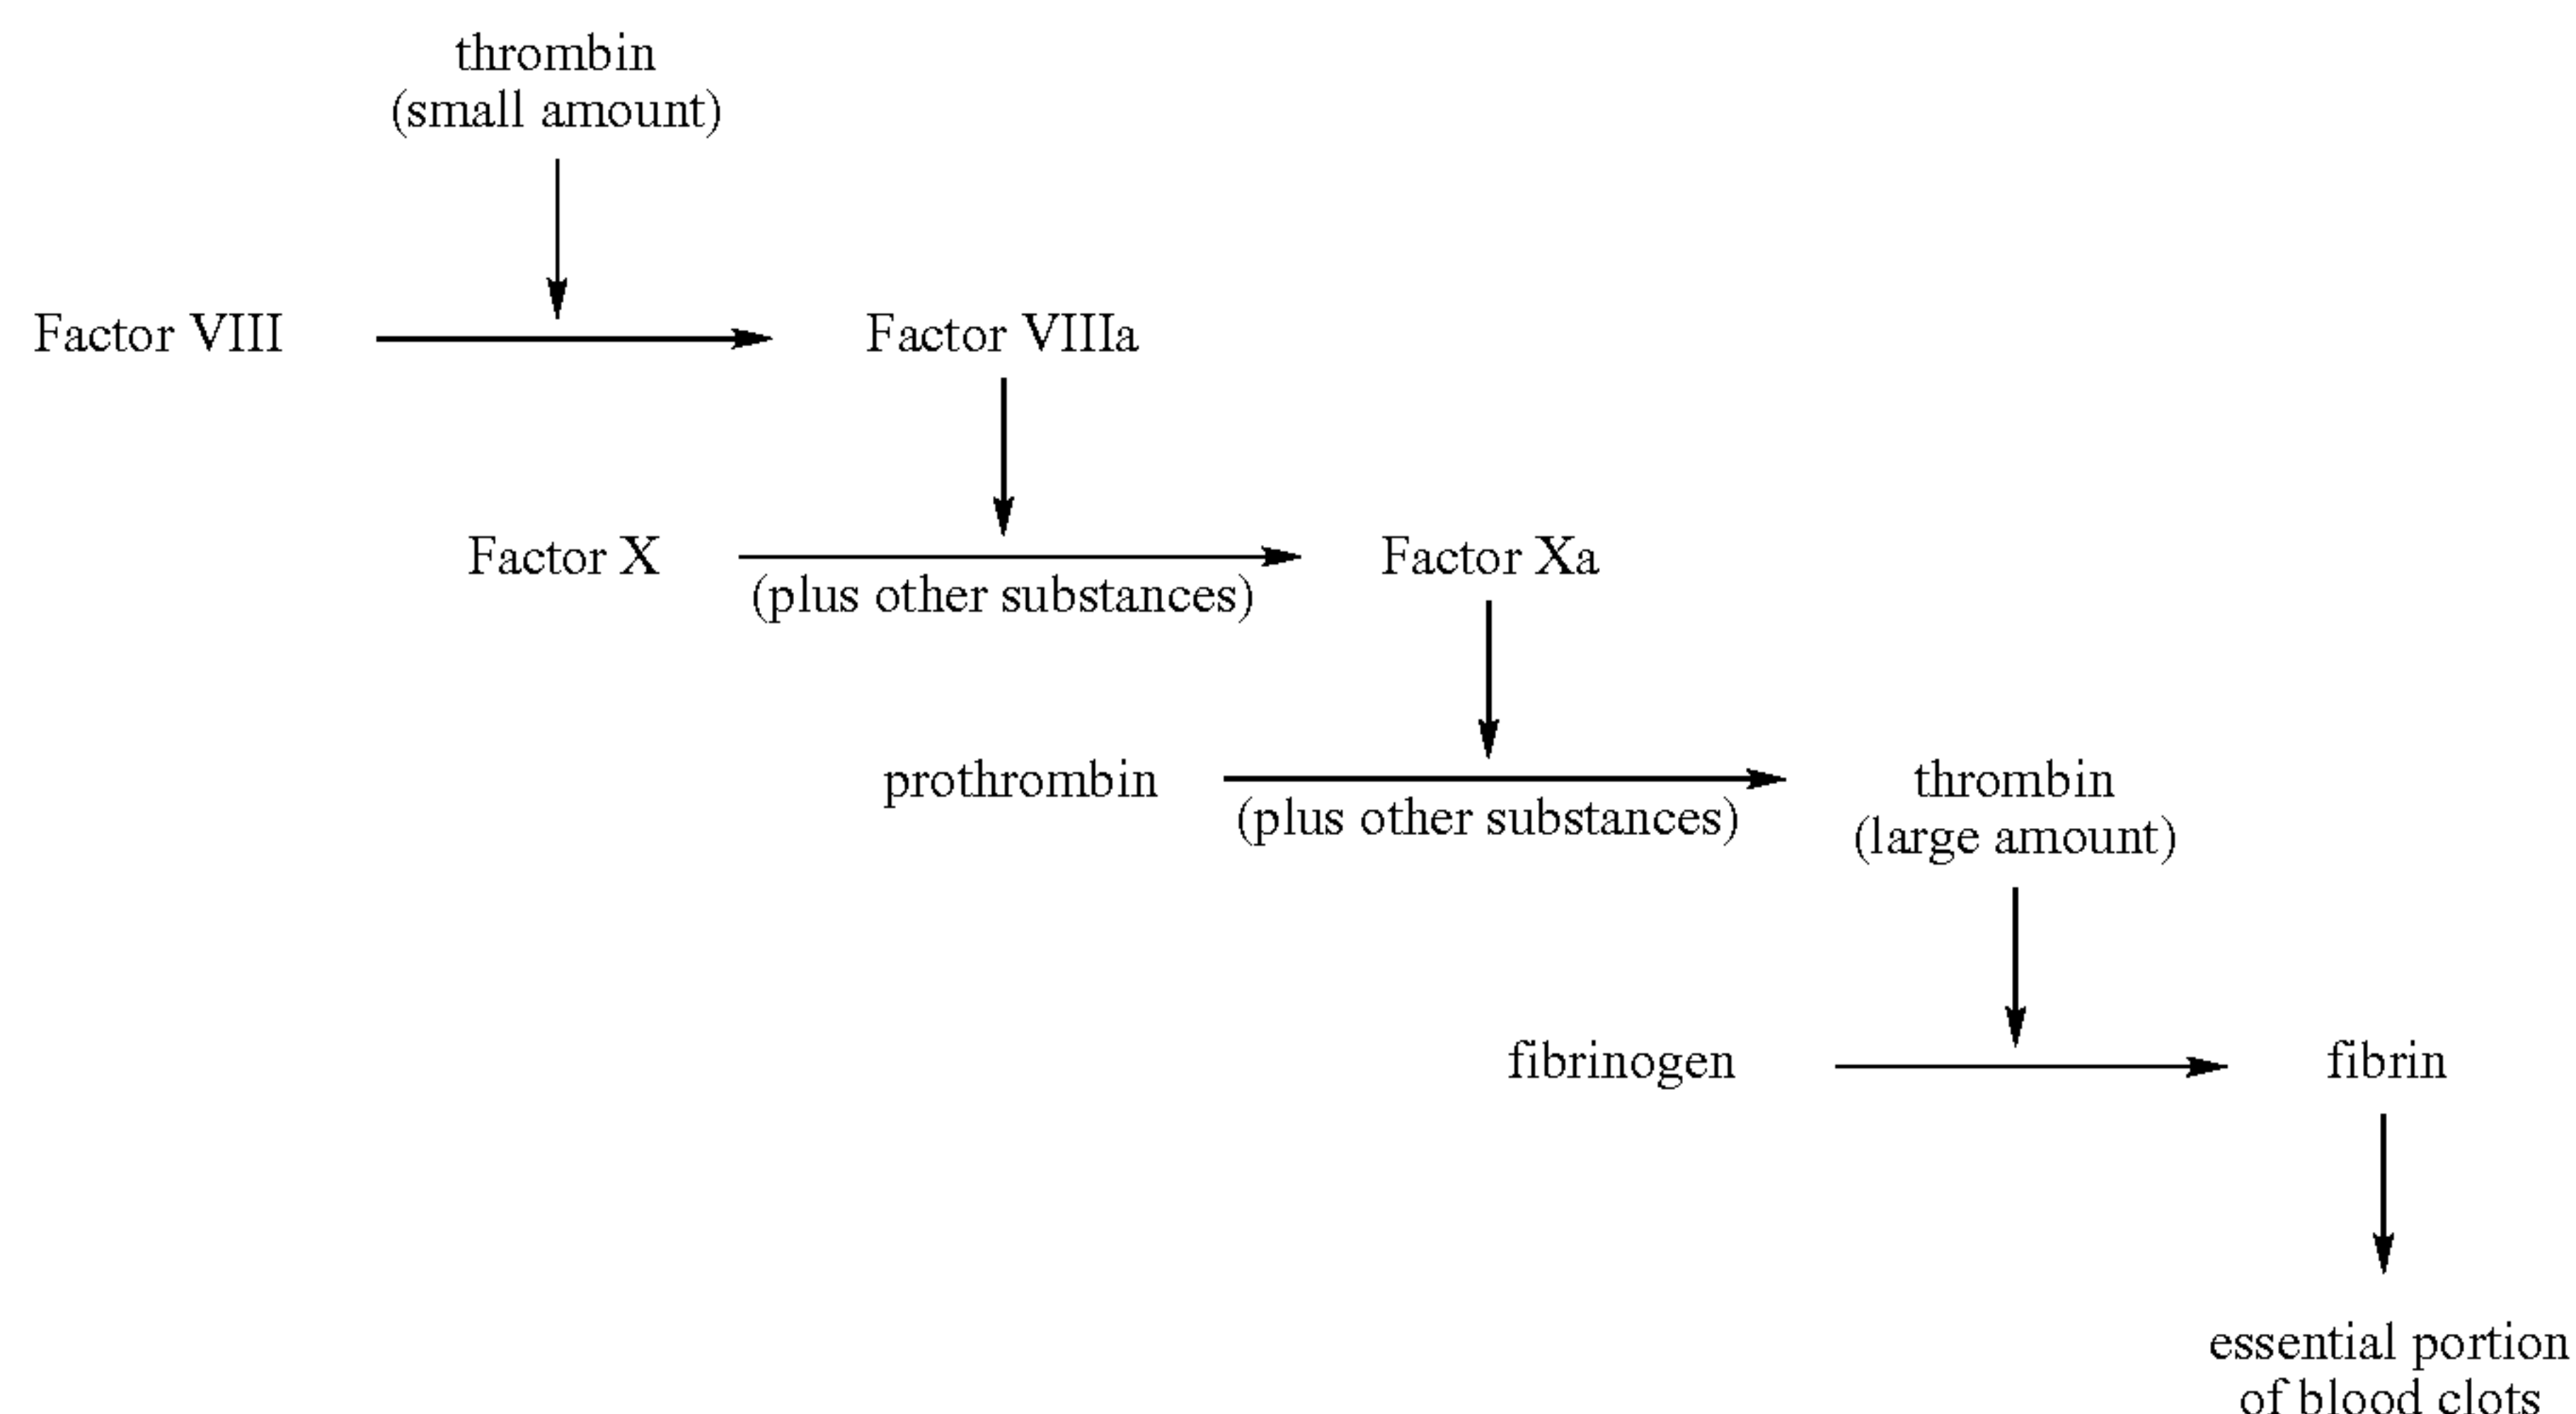 thrombin
(small amount)
Factor VIII
Factor VIIIa
Factor X
(plus other substances)
Factor Xa
prothrombin
(plus other substances)
thrombin
(large amount)
fibrinogen
fibrin
essential portion
of blood clots